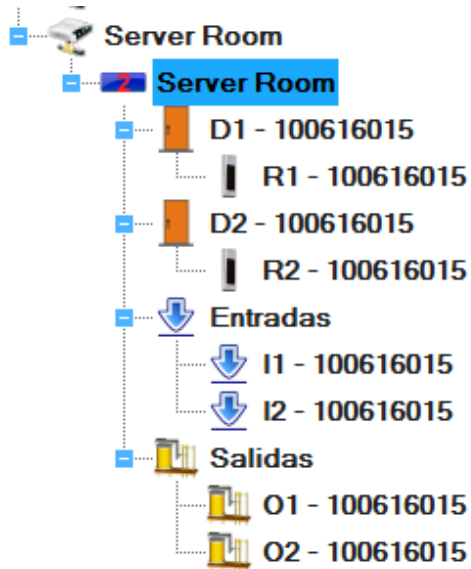 Server Room
2 Server Room
D1 - 100616015
R1 - 100616015
D2 - 100616015
R2 - 100616015
Entradas
I1 - 100616015
I2 - 100616015
Salidas
O1 - 100616015
O2 - 100616015